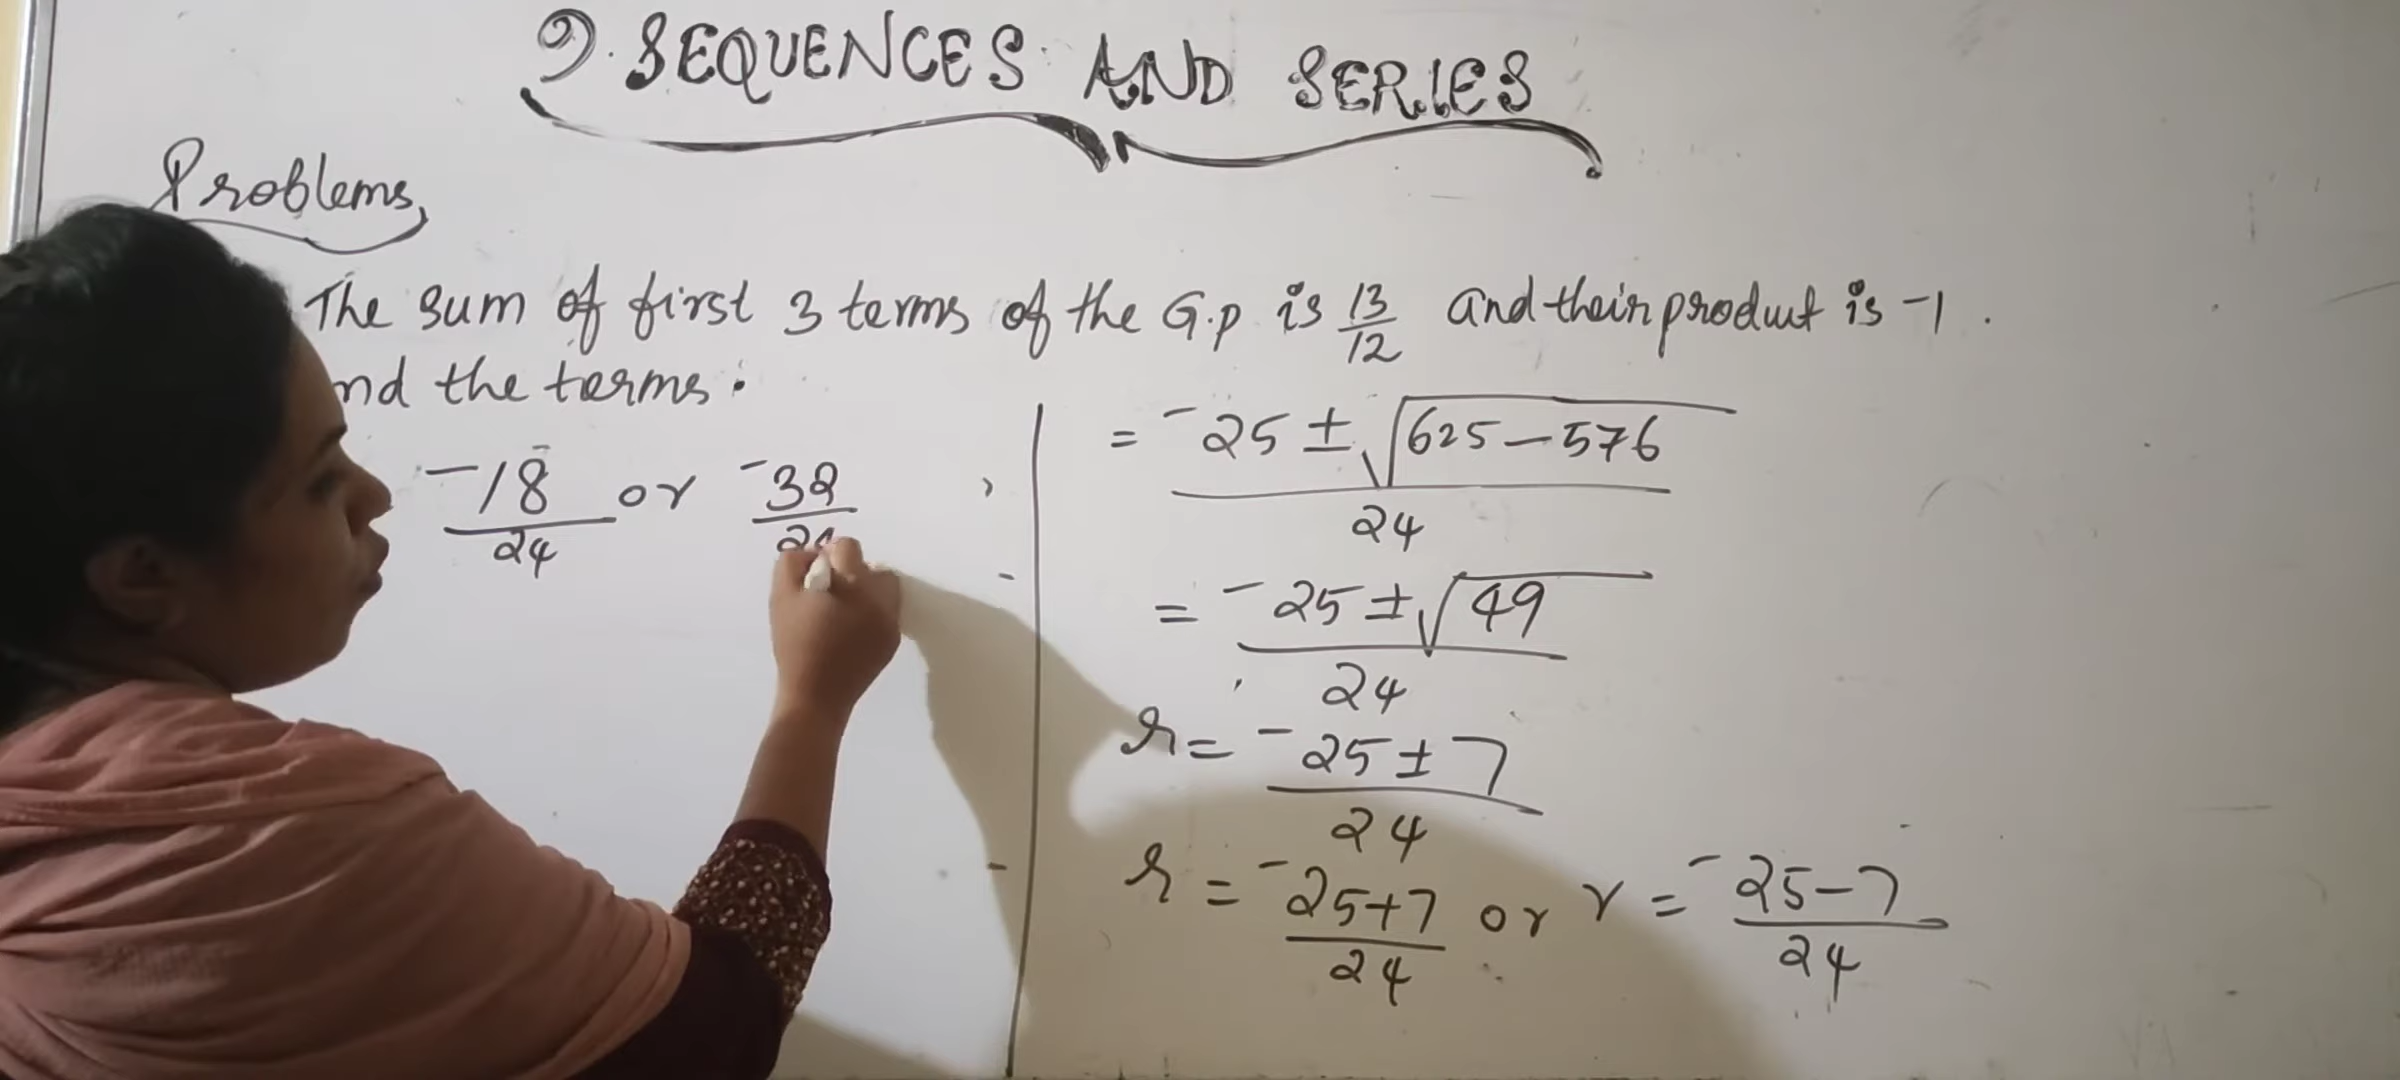 9. SEQUENCES AND SERIES
Problems,
The sum of first 3 terms of the G.p is 13/12 and their product is -1.
nd the terms.
-18/24 or -32/24
= -25 ± √625-576 / 24
= -25 ± √49 / 24
r = -25 ± 7 / 24
r = -25+7 / 24 or r = -25-7 / 24